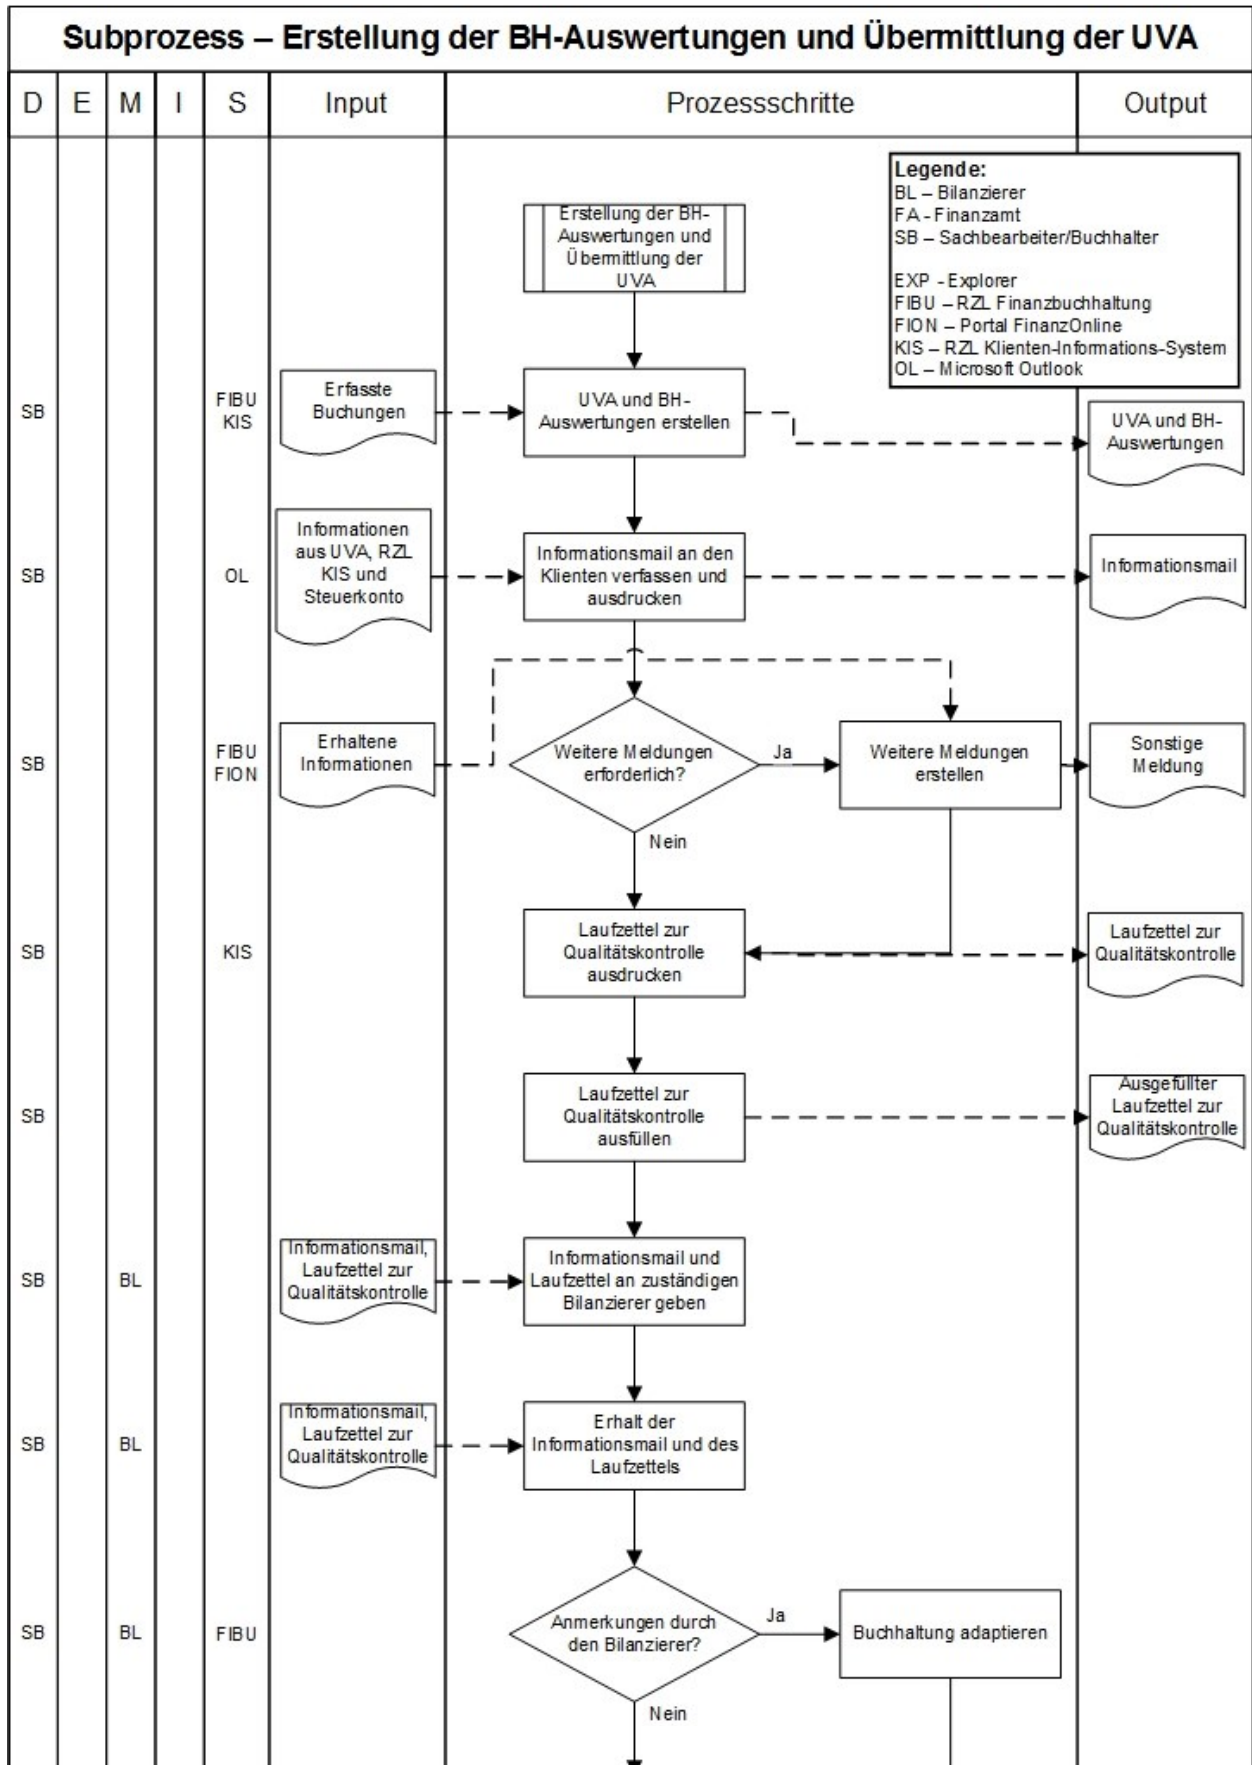 Subprozess – Erstellung der BH-Auswertungen und Übermittlung der UVA
D E M I S Input Prozessschritte Output
Legende:
BL – Bilanzierer
FA - Finanzamt
SB – Sachbearbeiter/Buchhalter
EXP - Explorer
FIBU – RZL Finanzbuchhaltung
FION – Portal FinanzOnline
KIS – RZL Klienten-Informations-System
OL – Microsoft Outlook
Erstellung der BH-
Auswertungen und
Übermittlung der
UVA
SB
FIBU
KIS
Erfasste
Buchungen
UVA und BH-
Auswertungen erstellen
UVA und BH-
Auswertungen
SB
OL
Informationen
aus UVA, RZL
KIS und
Steuerkonto
Informationsmail an den
Klienten verfassen und
ausdrucken
Informationsmail
SB
FIBU
FION
Erhaltene
Informationen
Weitere Meldungen
erforderlich?
Ja
Weitere Meldungen
erstellen
Sonstige
Meldung
Nein
SB
KIS
Laufzettel zur
Qualitätskontrolle
ausdrucken
Laufzettel zur
Qualitätskontrolle
SB
Laufzettel zur
Qualitätskontrolle
ausfüllen
Ausgefüllter
Laufzettel zur
Qualitätskontrolle
SB
BL
Informationsmail,
Laufzettel zur
Qualitätskontrolle
Informationsmail und
Laufzettel an zuständigen
Bilanzierer geben
SB
BL
Informationsmail,
Laufzettel zur
Qualitätskontrolle
Erhalt der
Informationsmail und des
Laufzettels
SB
BL
FIBU
Anmerkungen durch
den Bilanzierer?
Ja
Buchhaltung adaptieren
Nein